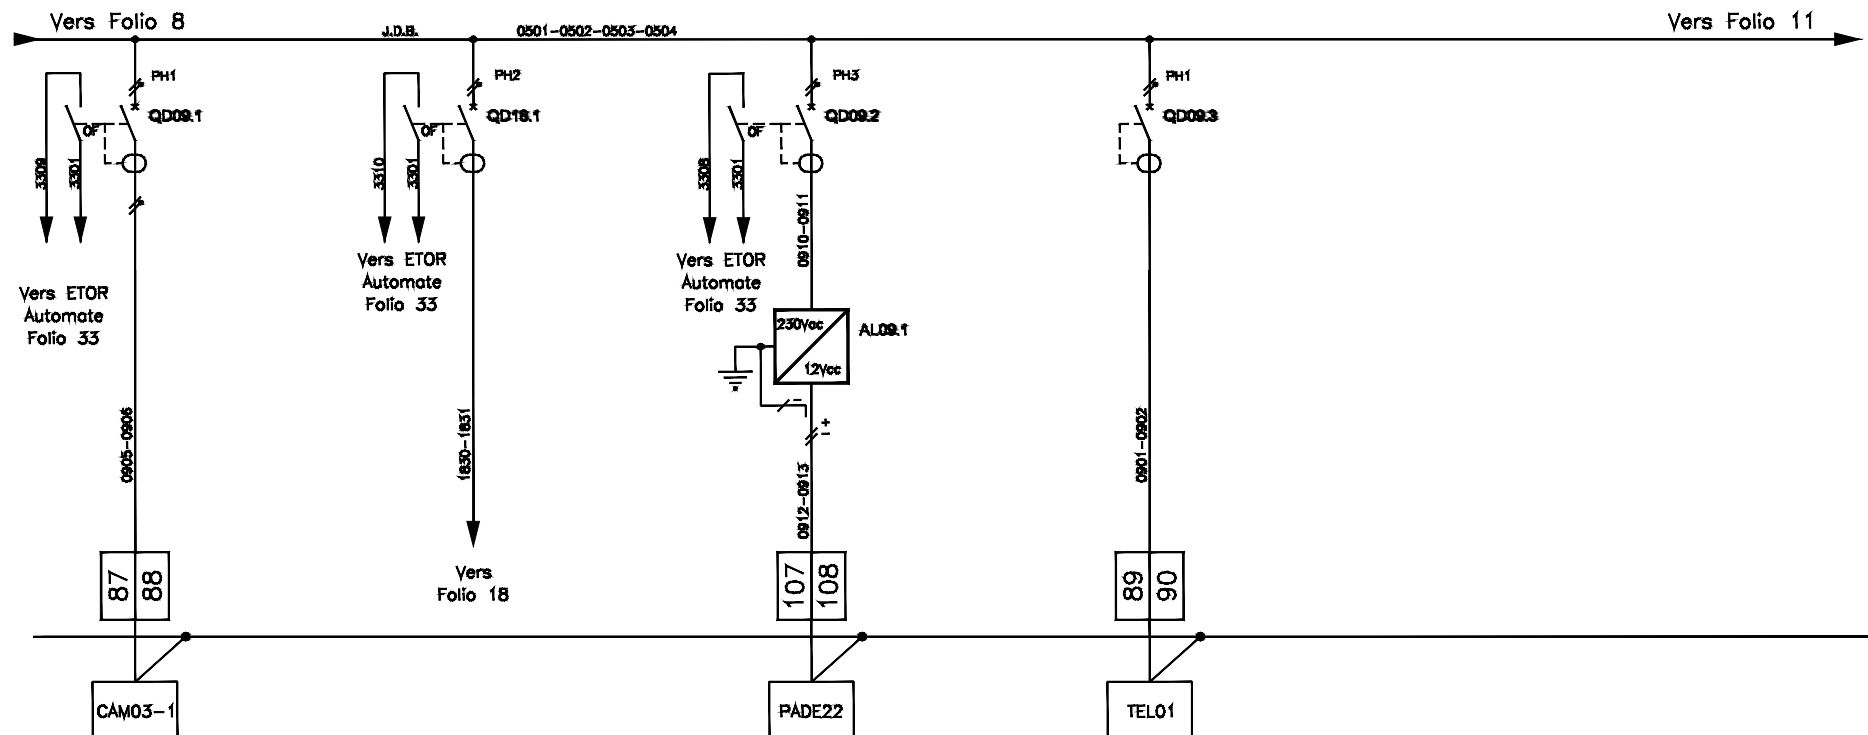 Vers Folio 8
J.D.B.
0501-0502-0503-0504
Vers Folio 11
PH1
PH2
PH3
PH1
QD09.1
QD18.1
QD09.2
QD09.3
OF
OF
OF
3309
3301
3310
3301
3308
3301
0910-0911
Vers ETOR
Automate
Folio 33
Vers ETOR
Automate
Folio 33
Vers ETOR
Automate
Folio 33
230Vac
12Vcc
AL09.1
-
+
-
0905-0906
1830-1831
0912-0913
0901-0902
87
88
Vers
Folio 18
107
108
89
90
CAM03-1
PADE22
TEL01